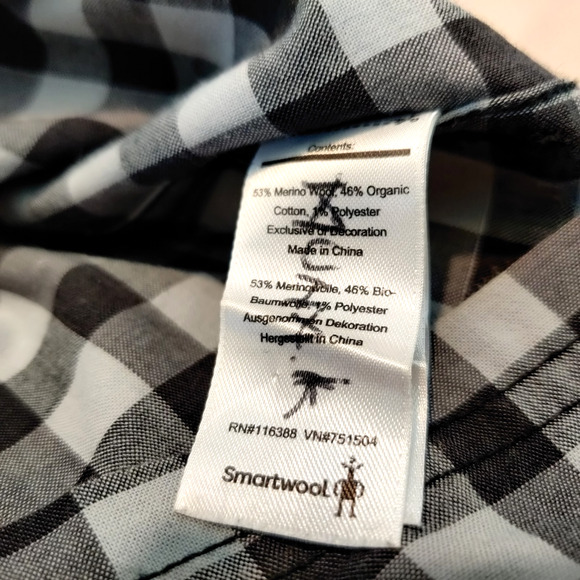 Contents:
53% Merino Wool, 46% Organic
Cotton, 1% Polyester
Exclusive of Decoration
Made in China
53% Merinowolle, 46% Bio-
Baumwolle, 1% Polyester
Ausgenommen Dekoration
Hergestellt in China
RN#116388 VN#751504
Smartwool